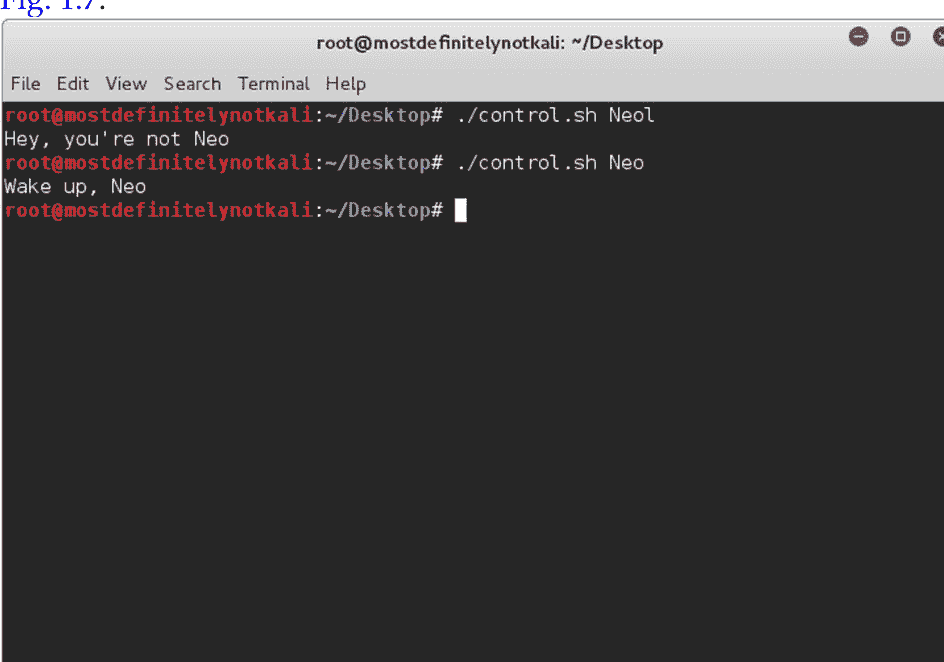 Fig. 1.7.
root@mostdefinitelynotkali: ~/Desktop
File Edit View Search Terminal Help
root@mostdefinitelynotkali:~/Desktop# ./control.sh Neol
Hey, you're not Neo
root@mostdefinitelynotkali:~/Desktop# ./control.sh Neo
Wake up, Neo
root@mostdefinitelynotkali:~/Desktop#